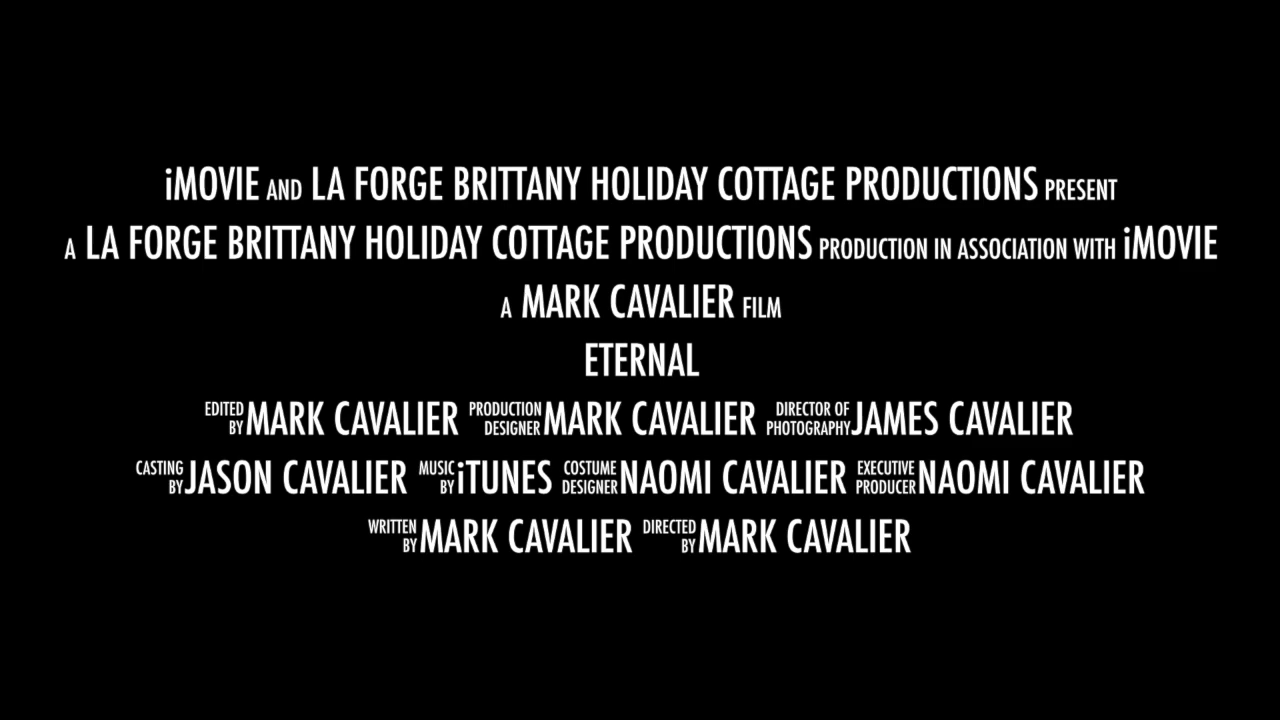 iMOVIE AND LA FORGE BRITTANY HOLIDAY COTTAGE PRODUCTIONS PRESENT
A LA FORGE BRITTANY HOLIDAY COTTAGE PRODUCTIONS PRODUCTION IN ASSOCIATION WITH iMOVIE
A MARK CAVALIER FILM
ETERNAL
EDITED BY MARK CAVALIER PRODUCTION DESIGNER MARK CAVALIER DIRECTOR OF PHOTOGRAPHY JAMES CAVALIER
CASTING BY JASON CAVALIER MUSIC BY iTUNES COSTUME DESIGNER NAOMI CAVALIER EXECUTIVE PRODUCER NAOMI CAVALIER
WRITTEN BY MARK CAVALIER DIRECTED BY MARK CAVALIER